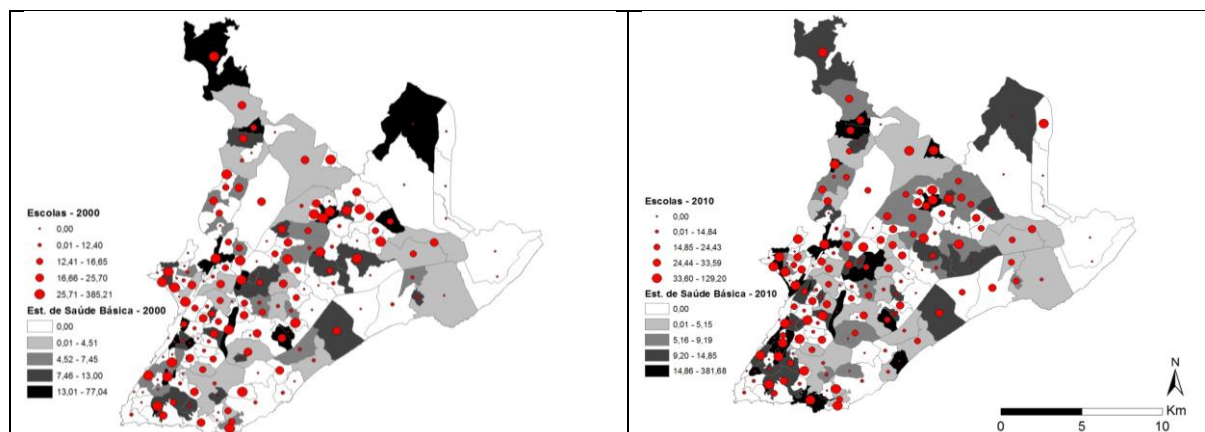 Escolas - 2000
0,00
0,01 - 12,40
12,41 - 16,65
16,66 - 25,70
25,71 - 385,21
Est. de Saúde Básica - 2000
0,00
0,01 - 4,51
4,52 - 7,45
7,46 - 13,00
13,01 - 77,04
Escolas - 2010
0,00
0,01 - 14,84
14,85 - 24,43
24,44 - 33,59
33,60 - 129,20
Est. de Saúde Básica - 2010
0,00
0,01 - 5,15
5,16 - 9,19
9,20 - 14,85
14,86 - 381,68
N
Km
0 5 10